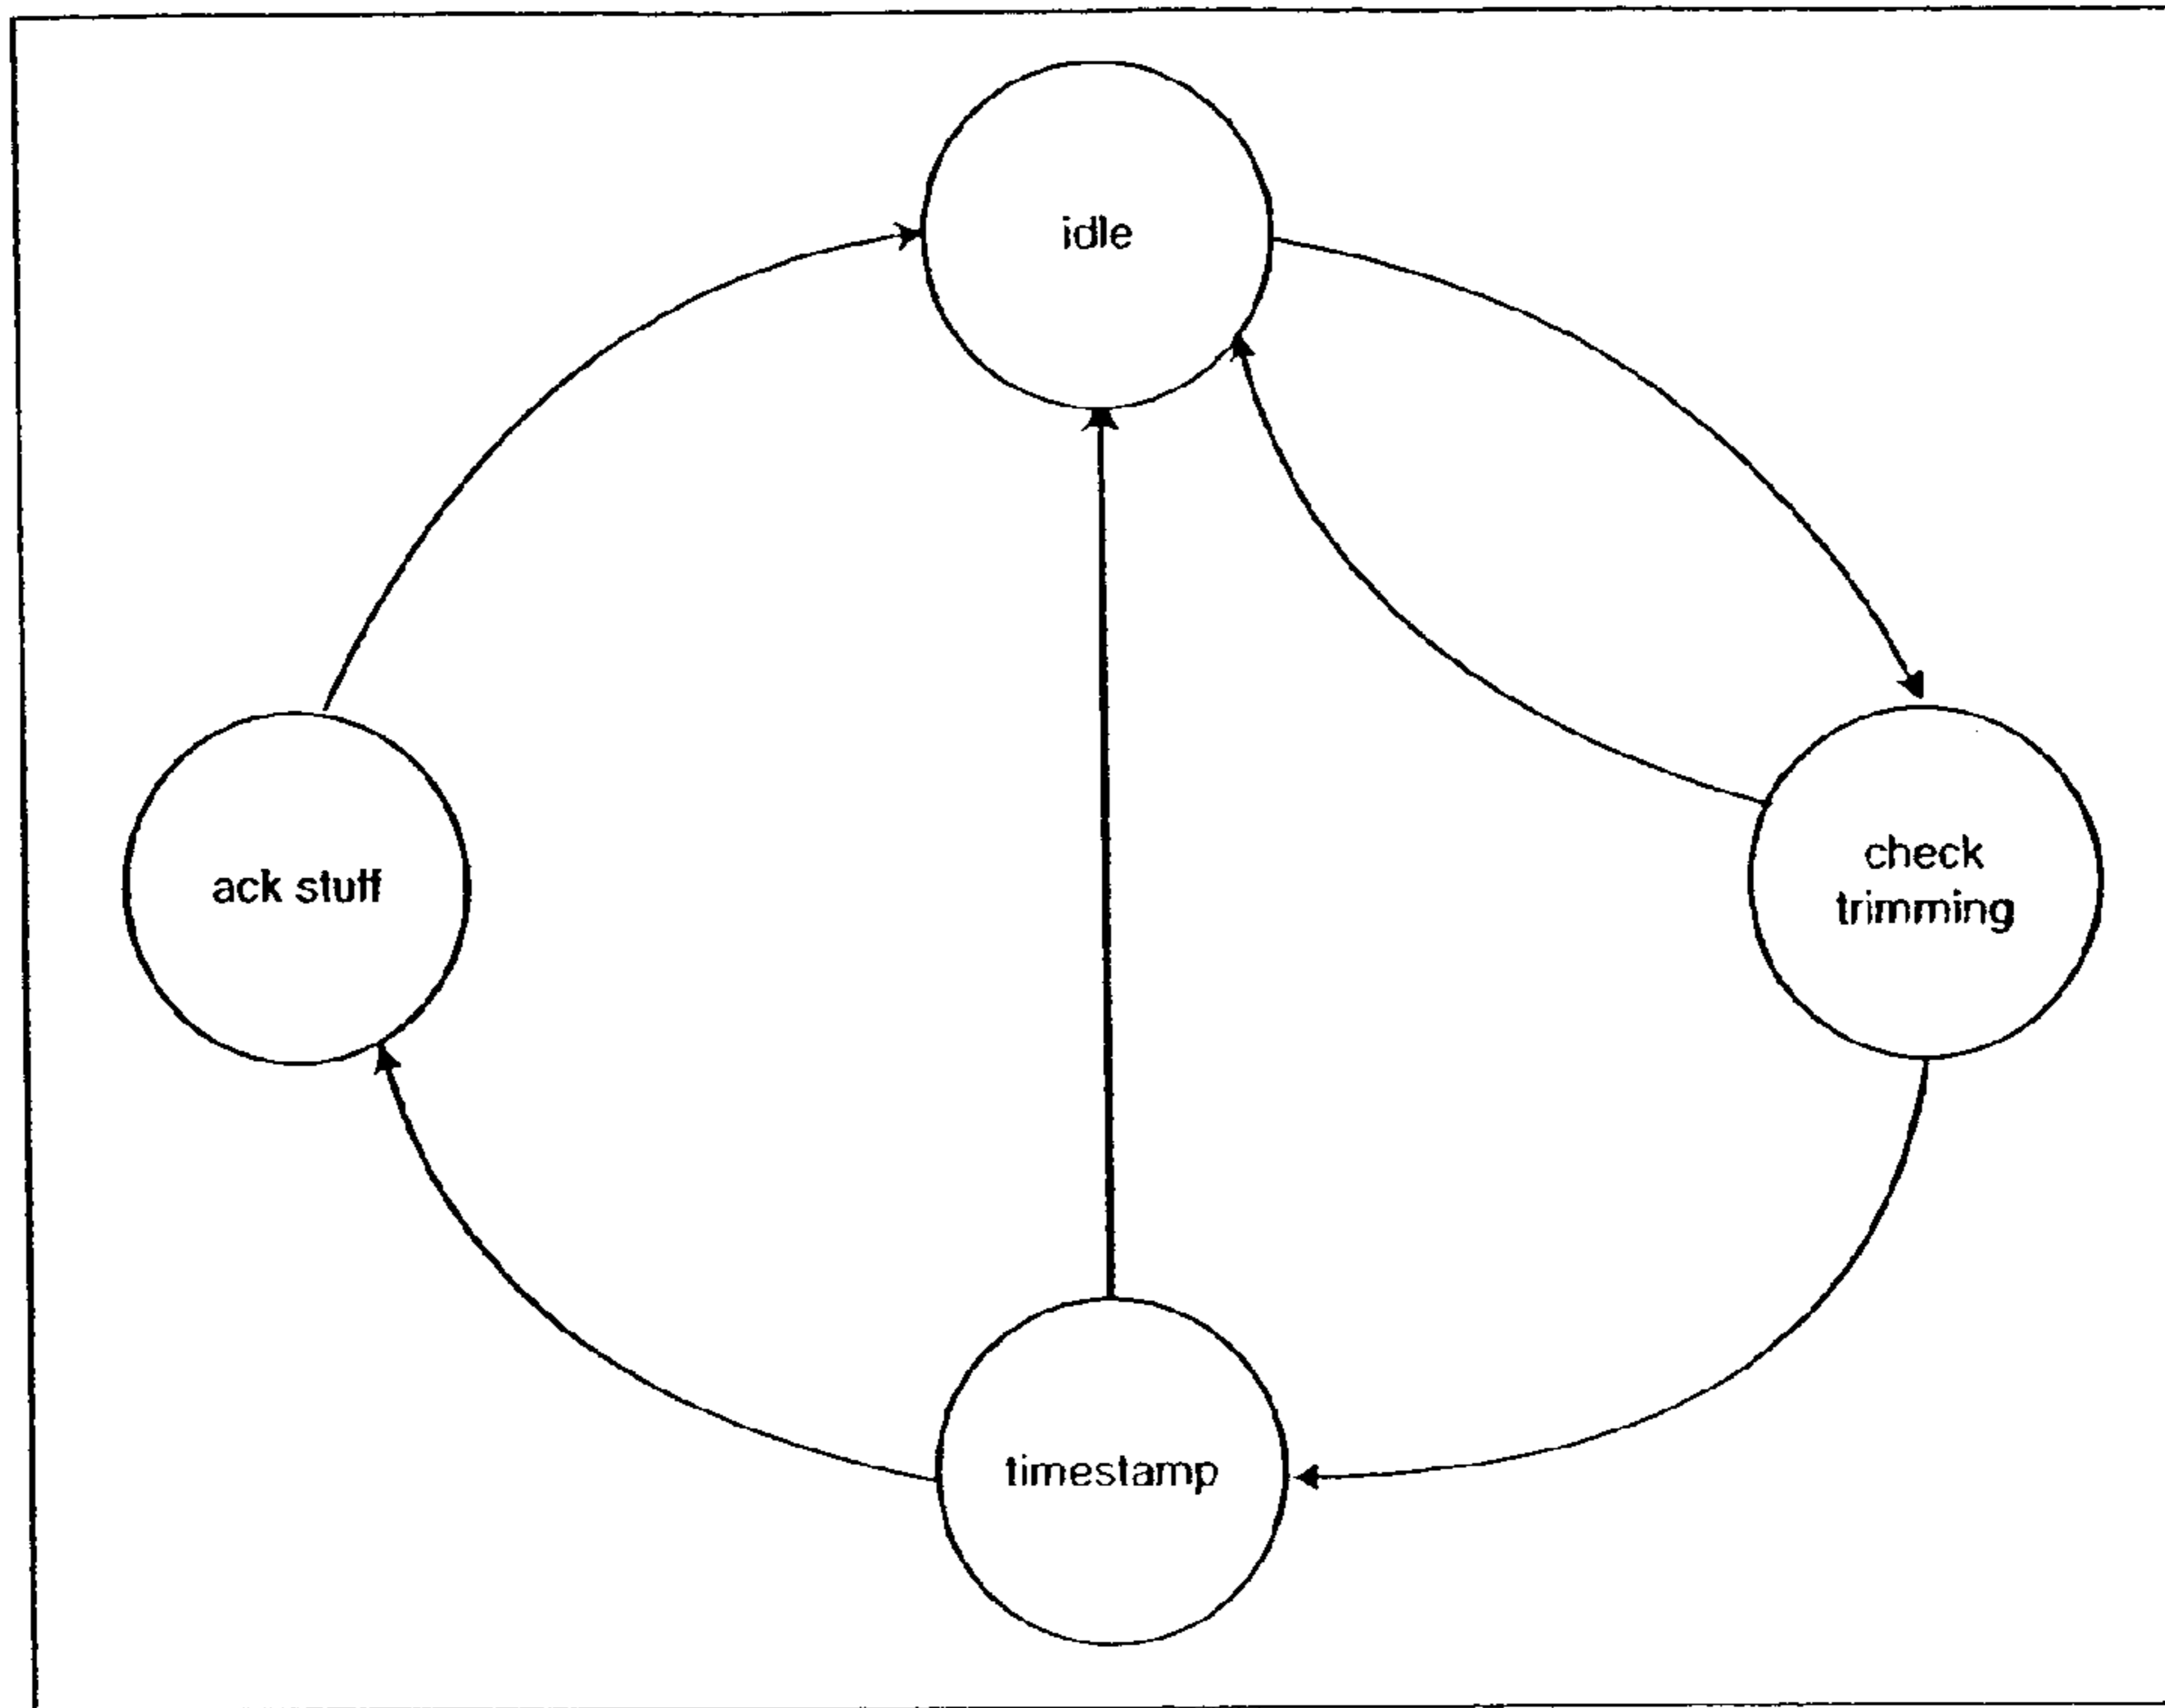 idle
ack stuff
check
trimming
timestamp